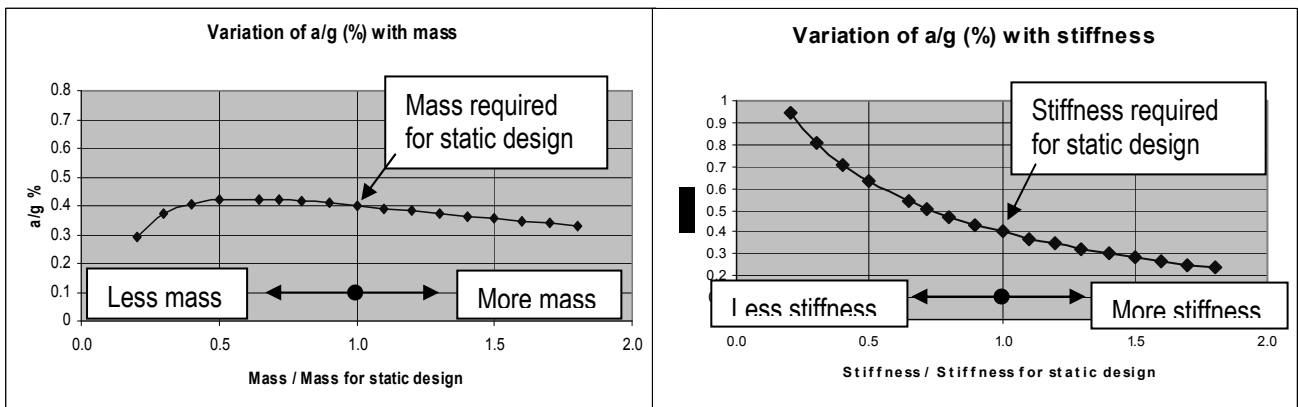 Variation of a/g (%) with mass
0.8
0.7
0.6
0.5
0.4
0.3
0.2
0.1
0
a/g %
Mass required
for static design
Less mass
More mass
0.0 0.5 1.0 1.5 2.0
Mass / Mass for static design
Variation of a/g (%) with stiffness
1
0.9
0.8
0.7
0.6
0.5
0.4
0.3
0.2
Stiffness required
for static design
Less stiffness
More stiffness
0.0 0.5 1.0 1.5 2.0
Stiffness / Stiffness for static design